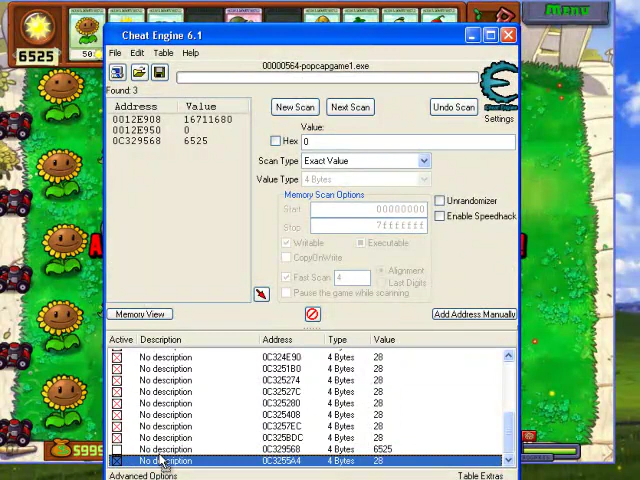 Menu
6525
50
Cheat Engine 6.1
File Edit Table Help
00000564-popcapgame1.exe
Found: 3
Address Value
0012E908 16711680
0012E950 0
0C329568 6525
New Scan Next Scan Undo Scan
Cheat Engine
Settings
Value:
Hex 0
Scan Type Exact Value
Value Type 4 Bytes
Memory Scan Options
Start 00000000
Stop 7fffffff
Writable Executable
CopyOnWrite
Fast Scan 4 Alignment
Last Digits
Pause the game while scanning
Unrandomizer
Enable Speedhack
Memory View Add Address Manually
Active Description Address Type Value
No description 0C324E90 4 Bytes 28
No description 0C3251B0 4 Bytes 28
No description 0C325274 4 Bytes 28
No description 0C32527C 4 Bytes 28
No description 0C325280 4 Bytes 28
No description 0C325408 4 Bytes 28
No description 0C3257EC 4 Bytes 28
No description 0C325BDC 4 Bytes 28
No description 0C329568 4 Bytes 6525
No description 0C3255A4 4 Bytes 28
Advanced Options Table Extras